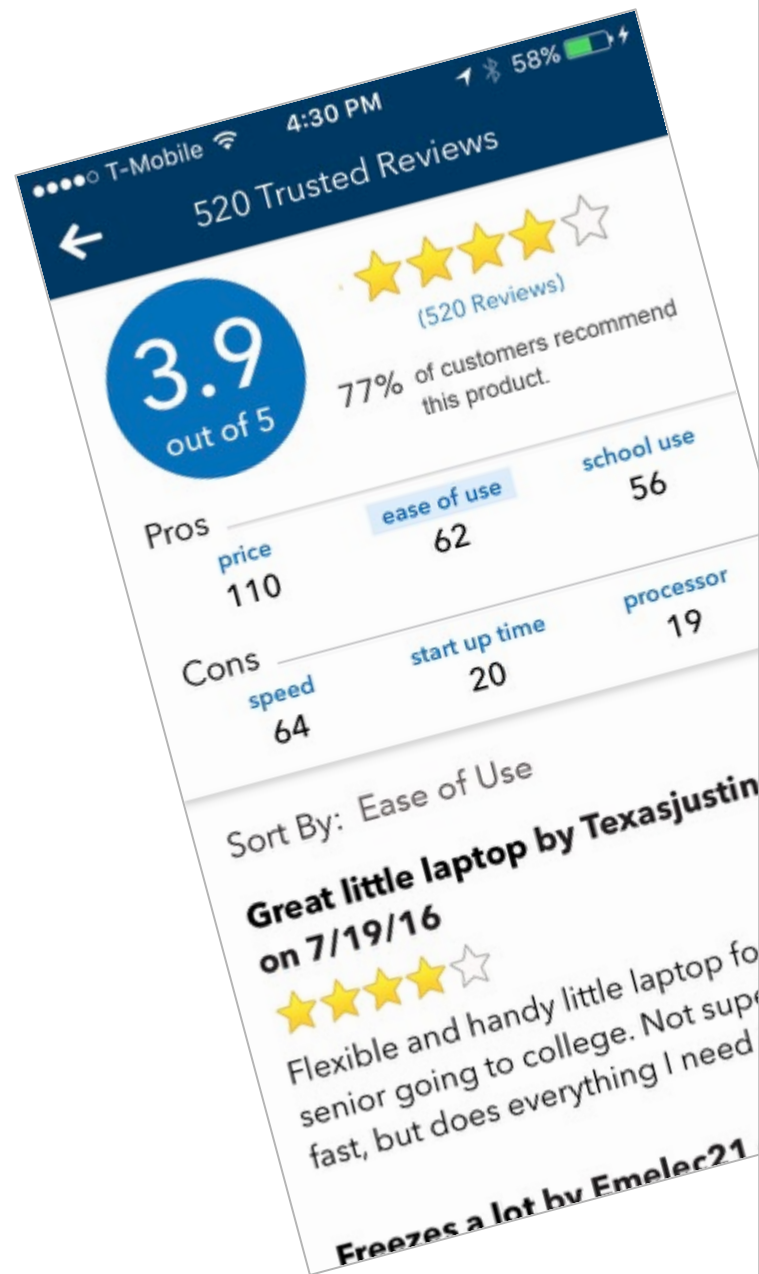 T-Mobile 4:30 PM 58%
520 Trusted Reviews
3.9
out of 5
(520 Reviews)
77% of customers recommend
this product.
Pros
price ease of use school use
110 62 56
Cons
speed start up time processor
64 20 19
Sort By: Ease of Use
Great little laptop by Texasjustin
on 7/19/16
Flexible and handy little laptop fo
senior going to college. Not supe
fast, but does everything I need
Freezes a lot by Emelec21